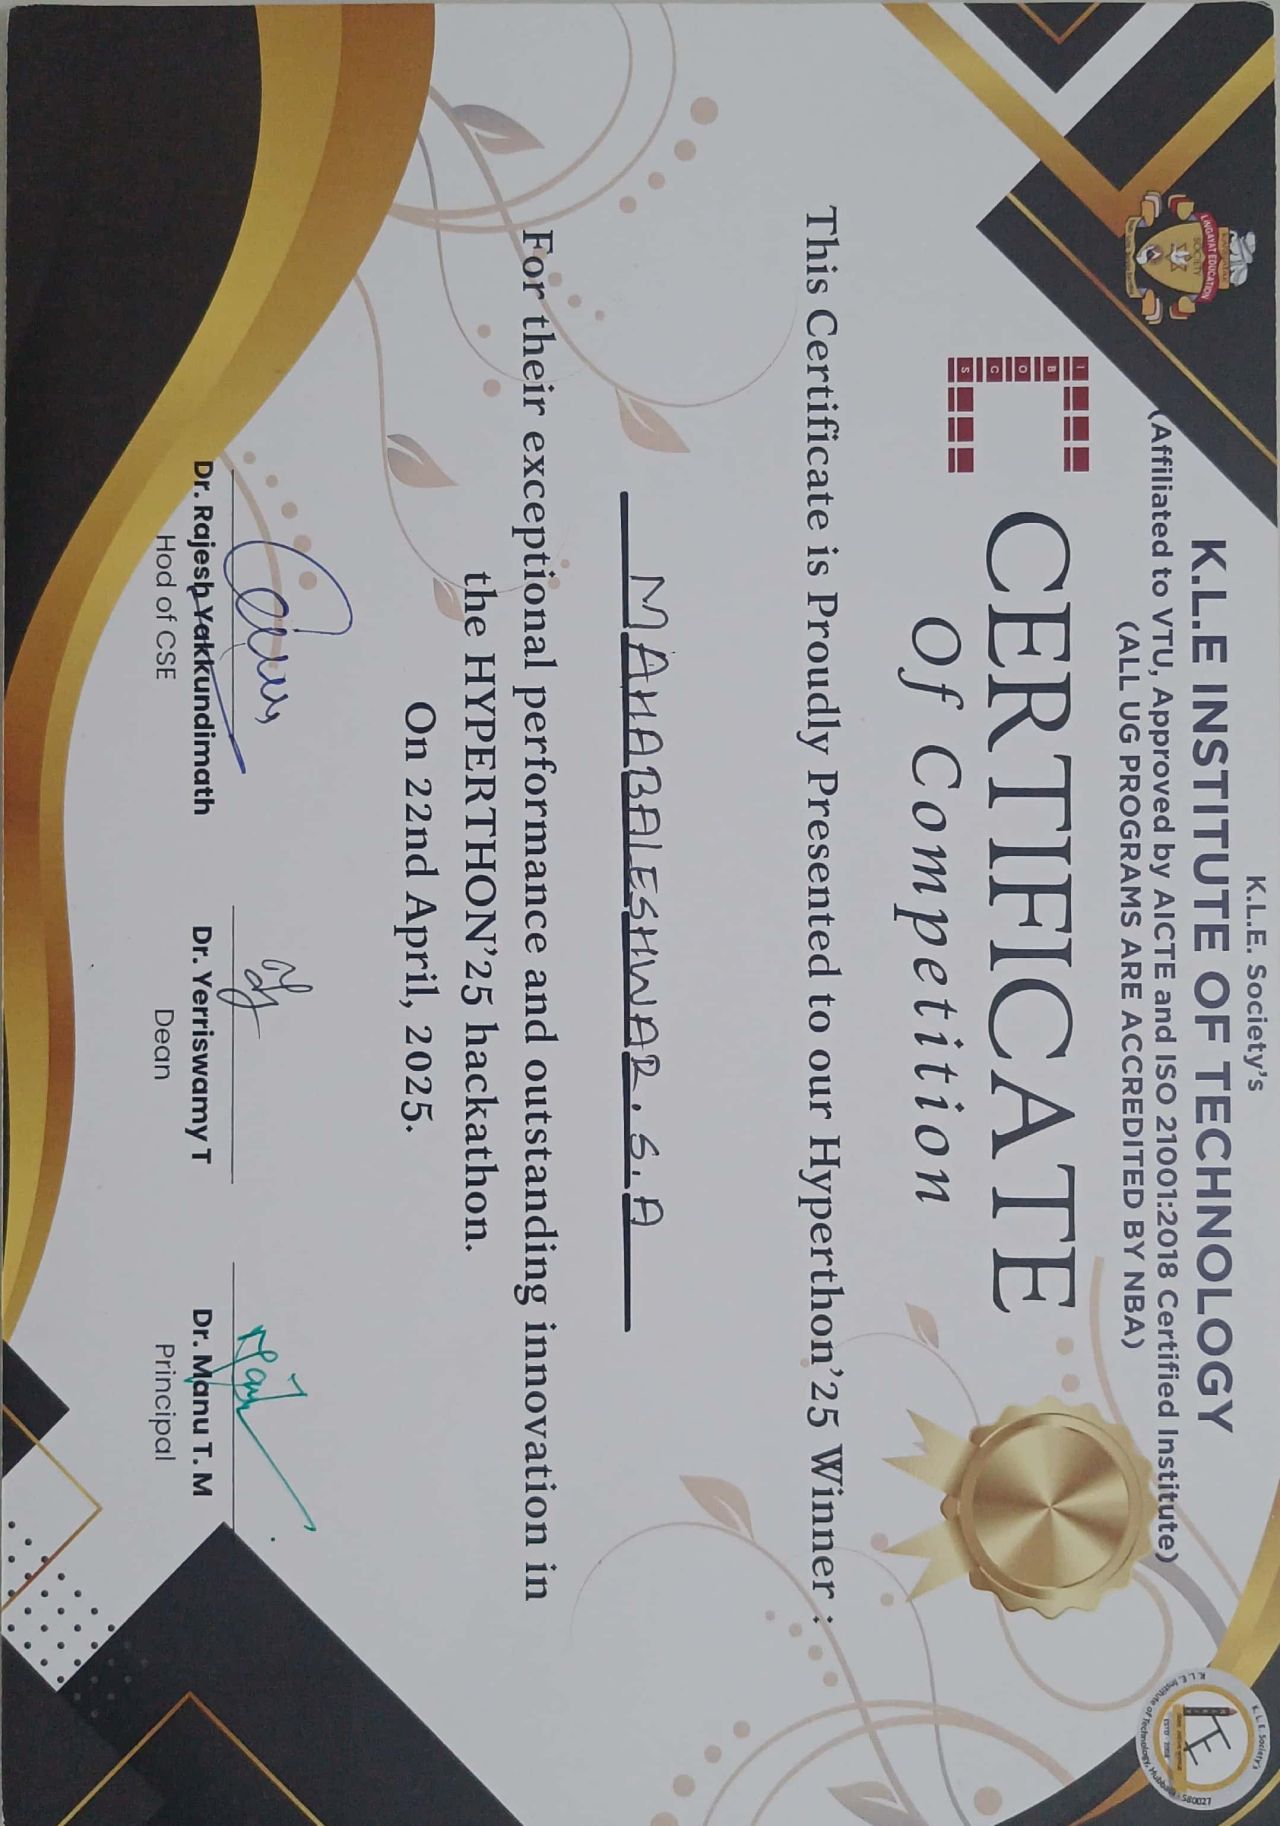 K.L.E. Society's
K.L.E INSTITUTE OF TECHNOLOGY
(Affiliated to VTU, Approved by AICTE and ISO 21001:2018 Certified Institute)
(ALL UG PROGRAMS ARE ACCREDITED BY NBA)
LINGAYAT EDUCATION
SOCIETY
I
B
O
C
S
K.L.E. Society's
K.L.E. Institute of Technology, Hubballi - 580027
CERTIFICATE
Of Competition
This Certificate is Proudly Presented to our Hyperthon'25 Winner :
MAHABALESHWAR . S . A
For their exceptional performance and outstanding innovation in
the HYPERTHON'25 hackathon.
On 22nd April, 2025.
Dr. Rajesh Yakkundimath
Hod of CSE
Dr. Yerriswamy T
Dean
Dr. Manu T. M
Principal